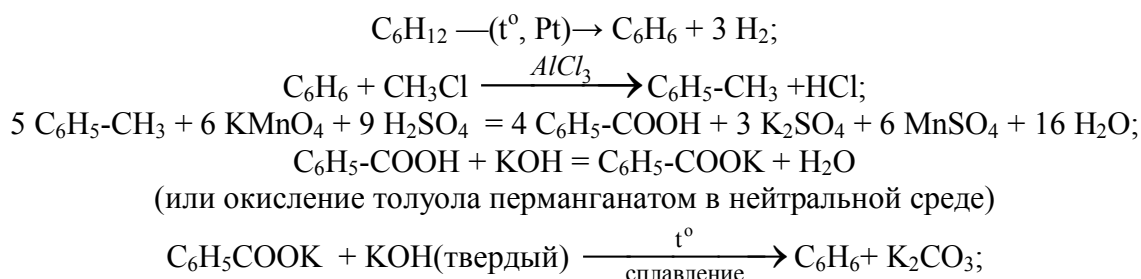 C₆H₁₂ —(tº, Pt)→ C₆H₆ + 3 H₂;
C₆H₆ + CH₃Cl —AlCl₃→ C₆H₅-CH₃ +HCl;
5 C₆H₅-CH₃ + 6 KMnO₄ + 9 H₂SO₄ = 4 C₆H₅-COOH + 3 K₂SO₄ + 6 MnSO₄ + 16 H₂O;
C₆H₅-COOH + KOH = C₆H₅-COOK + H₂O
(или окисление толуола перманганатом в нейтральной среде)
C₆H₅COOK + KOH(твердый) —tº сплавление→ C₆H₆+ K₂CO₃;